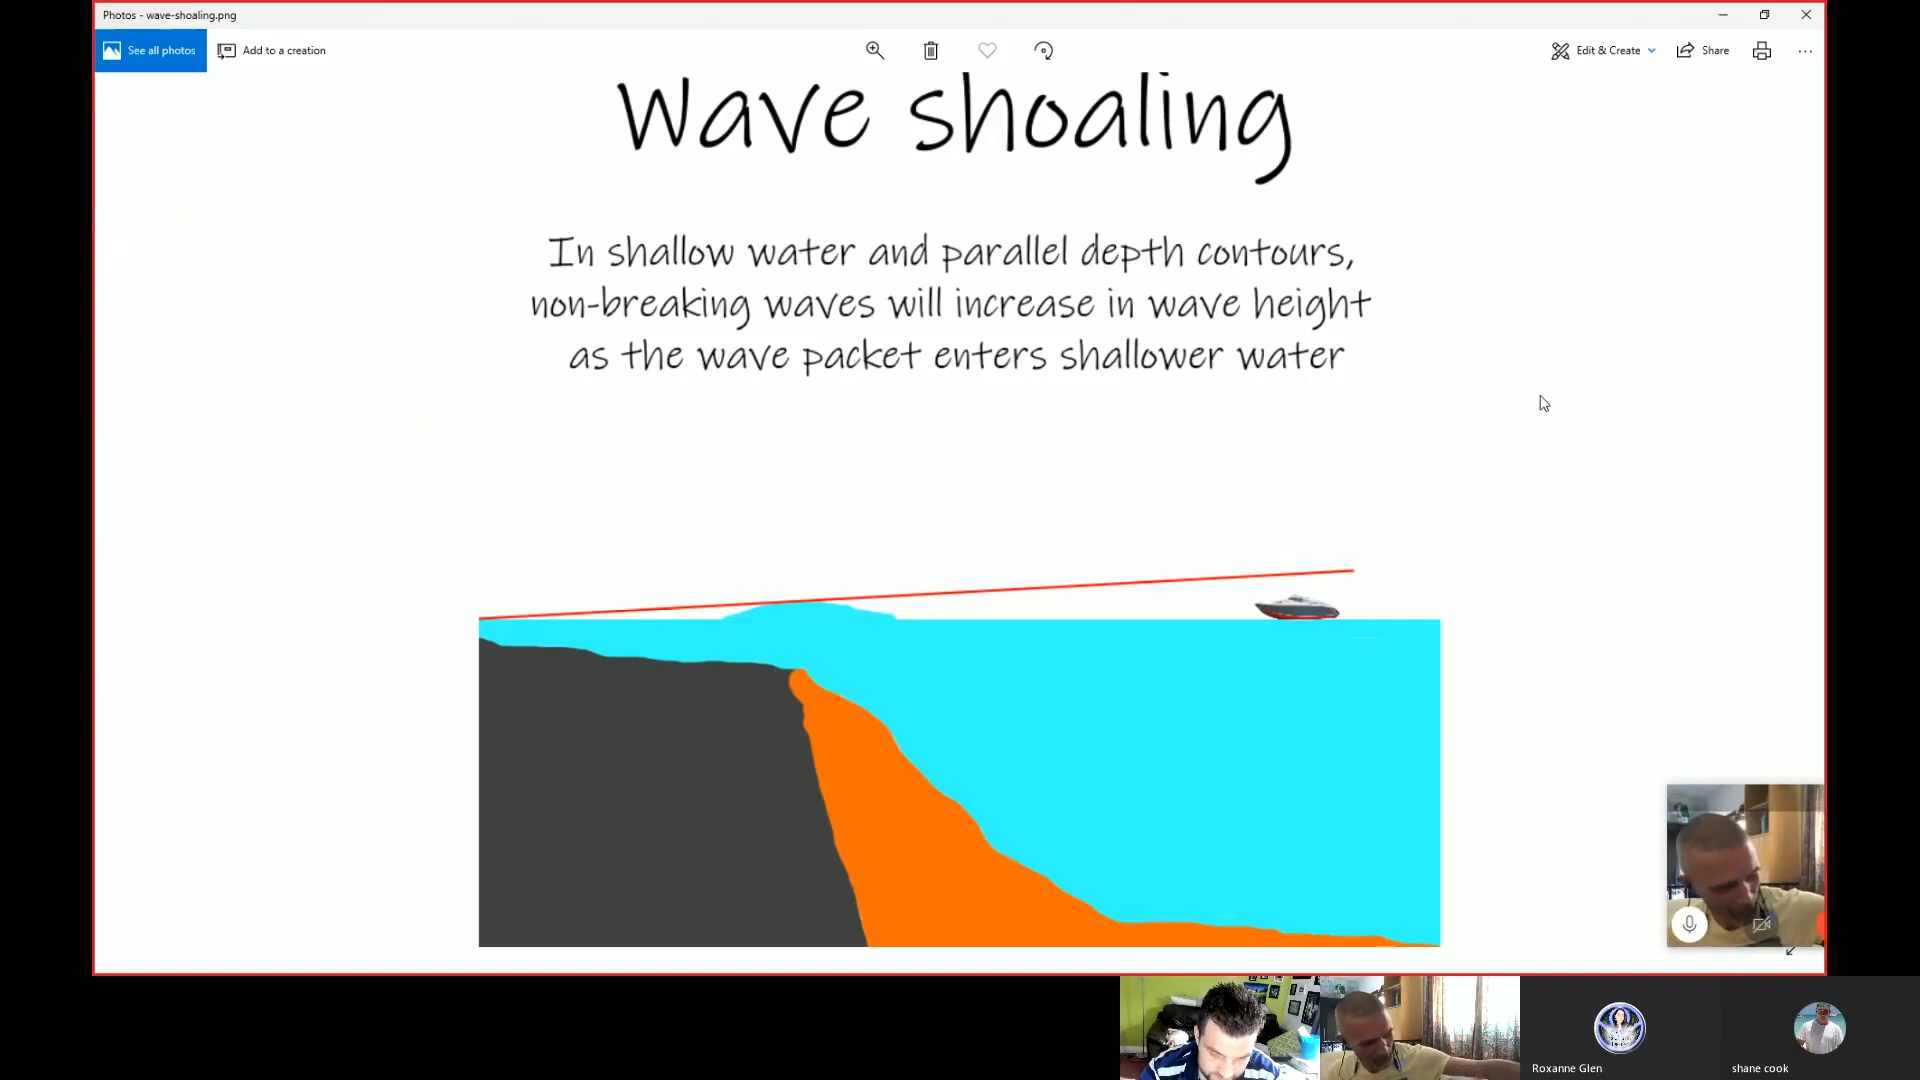 Photos - wave-shoaling.png
See all photos
Add to a creation
Edit & Create
Share
Wave shoaling
In shallow water and parallel depth contours,
non-breaking waves will increase in wave height
as the wave packet enters shallower water
Roxanne Glen
shane cook